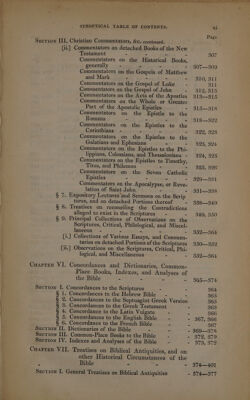 SYNOPTICAL TABLE OF CONTENTS. xi
Page
SECTION III. Christian Commentators, &c. continued.
(ii.) Commentators on detached Books of the New
Testament - 307
Commentators on the Historical Books,
generally - 307—309
Commentators on the Gospels of Matthew
and Mark - 310, 311
Commentators on the Gospel of Luke - 311
Commentators on the Gospel of John - 312, 313
Commentators on the Acts of the Apostles
Commentators on the Whole or Greater
Part of the Apostolic Epistles - 315—318
Commentators on the Epistle to the
Romans - 318—322
Commentators on the Epistles to the
Corinthians - 322, 323
Commentators on the Epistles to the
Galatians and Ephesians - 323, 324
Commentators on the Epistles to the Phi-
lippians, Colossians, and Thessalonians - 324, 325
Commentators on the Epistles to Timothy,
Titus, and Philemon - 325, 326
Commentators on the Seven Catholic
Epistles - 329—331
Commentators on the Apocalypse, or Reve-
lation of Saint John - 331—338
§ 7. Expository Lectures and Sermons on the Scrip-
tures, and on detached Portions thereof - 338—349
§ 8. Treatises on reconciling the Contradictions
alleged to exist in the Scriptures - 349, 350
§ 9. Principal Collections of Observations on the
Scriptures, Critical, Philological, and Miscel-
laneous - 352—364
(i.) Collections of Various Essays, and Commen-
taries on detached Portions of the Scriptures 350—352
(ii.) Observations on the Scriptures, Critical, Phi-
logical, and Miscellaneous - 352—364
CHAPTER VI. Concordances and Dictionaries, Common-
Place Books, Indexes, and Analyses of
the Bible - 365—374
SECTION I. Concordances to the Scriptures - 364
§ 1. Concordances to the Hebrew Bible - 365
§ 2. Concordances to the Septuagint Greek Version 365
§ 3. Concordances to the Greek Testament - 365
§ 4. Concordance to the Latin Vulgate - 366
§ 5. Concordances to the English Bible - 367, 366
§ 6. Concordance to the French Bible - 367
SECTION II. Dictionaries of the Bible - 369—378
SECTION III. Common-Place Books to the Bible - 372, 379
SECTION IV. Indexes and Analyses of the Bible - 373, 372
CHAPTER VII. Treatises on Biblical Antiquities, and on
other Historical Circumstances of the
Bible - 374—401
SECTION I. General Treatises on Biblical Antiquities - 374—377